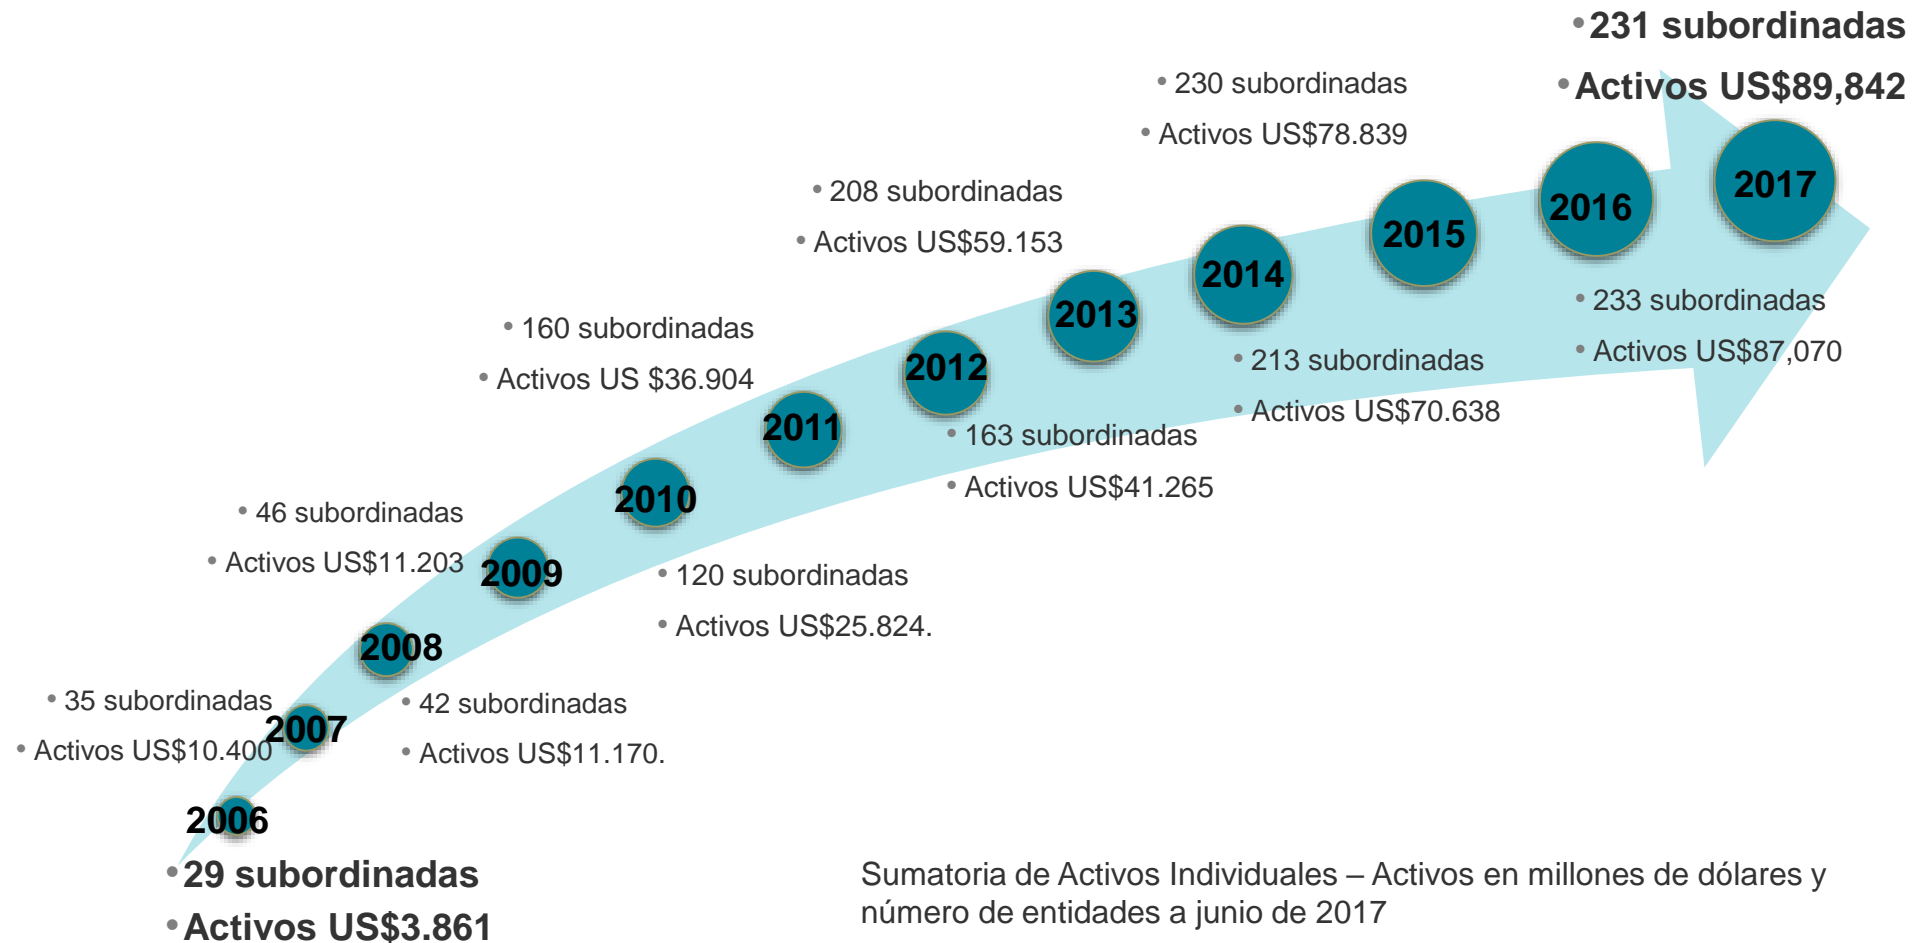 • 231 subordinadas
• Activos US$89,842
• 230 subordinadas
• Activos US$78.839
• 208 subordinadas
• Activos US$59.153
• 160 subordinadas
• Activos US $36.904
• 46 subordinadas
• Activos US$11.203
• 35 subordinadas
• Activos US$10.400
2006
2007
2008
2009
2010
2011
2012
2013
2014
2015
2016
2017
• 233 subordinadas
• Activos US$87,070
• 213 subordinadas
• Activos US$70.638
• 163 subordinadas
• Activos US$41.265
• 120 subordinadas
• Activos US$25.824.
• 42 subordinadas
• Activos US$11.170.
• 29 subordinadas
• Activos US$3.861
Sumatoria de Activos Individuales – Activos en millones de dólares y
número de entidades a junio de 2017